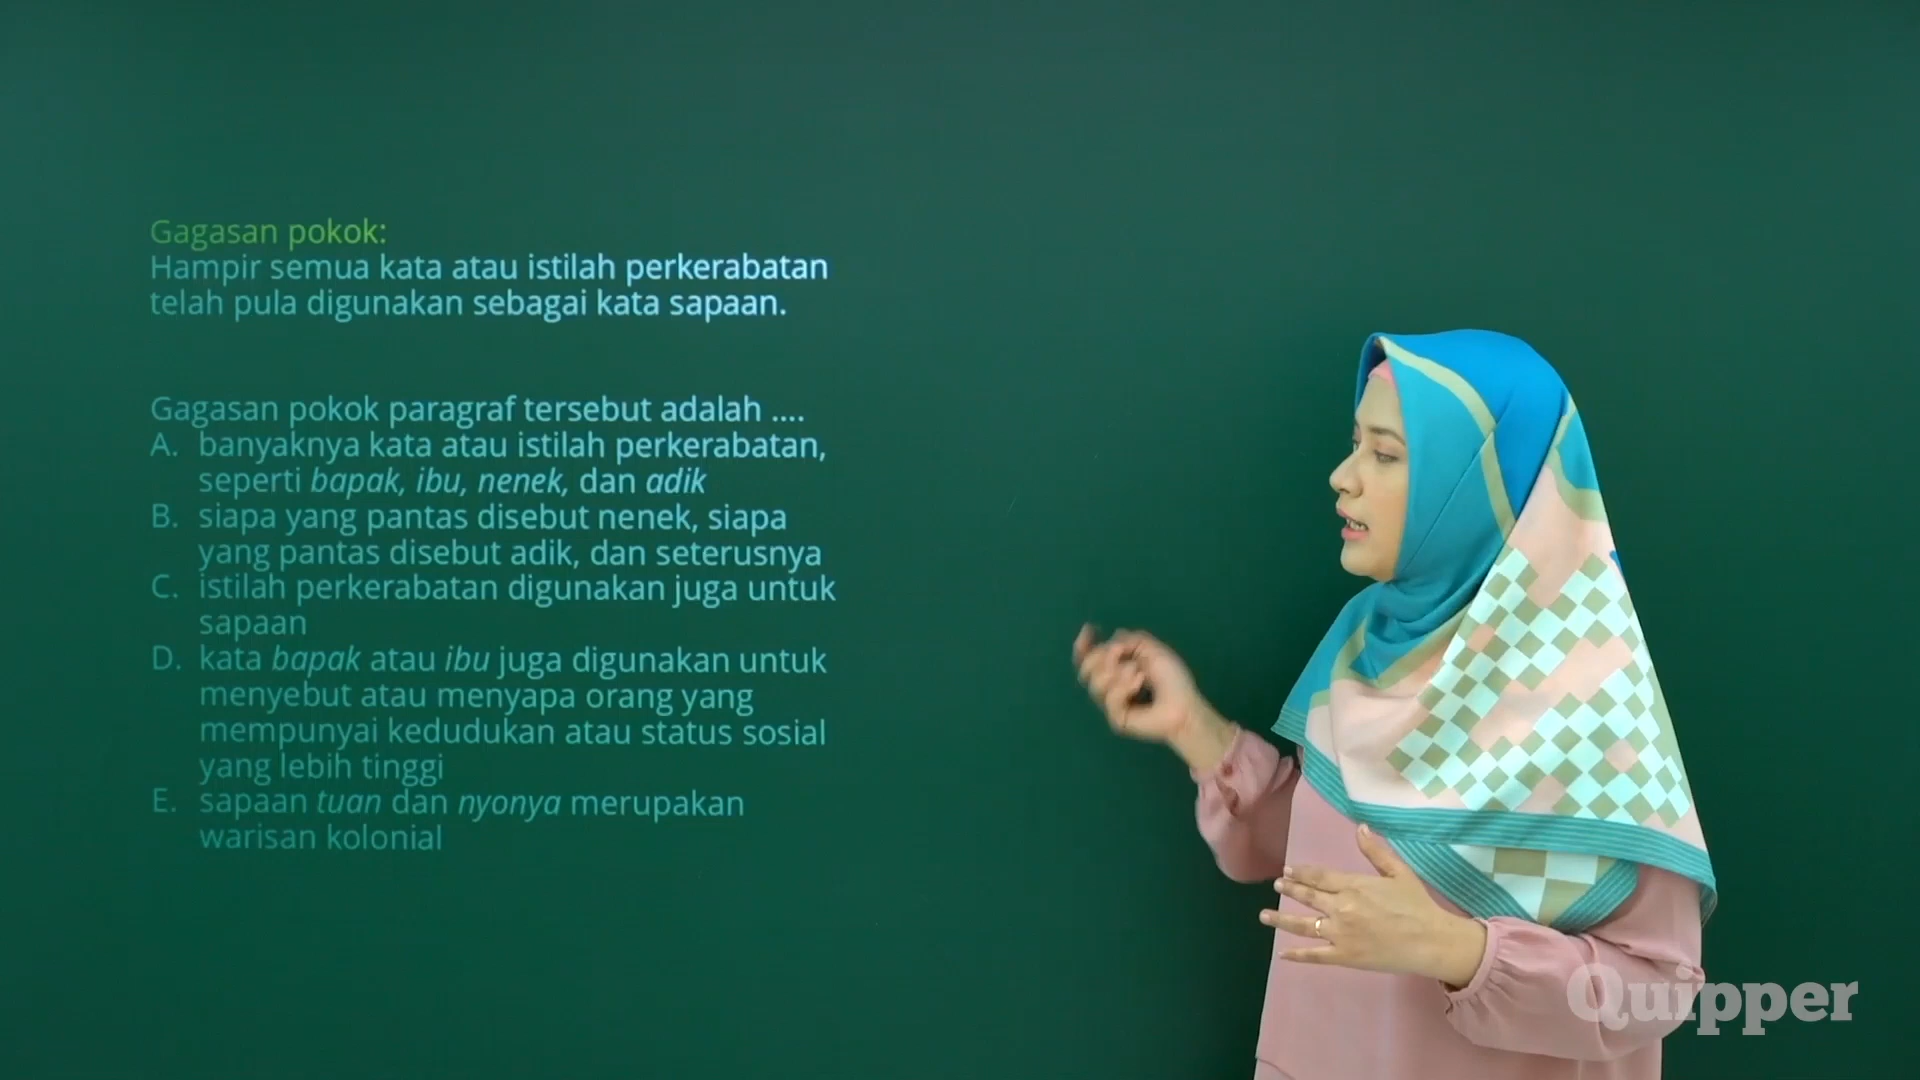 Gagasan pokok:
Hampir semua kata atau istilah perkerabatan
telah pula digunakan sebagai kata sapaan.
Gagasan pokok paragraf tersebut adalah ....
A. banyaknya kata atau istilah perkerabatan,
seperti bapak, ibu, nenek, dan adik
B. siapa yang pantas disebut nenek, siapa
yang pantas disebut adik, dan seterusnya
C. istilah perkerabatan digunakan juga untuk
sapaan
D. kata bapak atau ibu juga digunakan untuk
menyebut atau menyapa orang yang
mempunyai kedudukan atau status sosial
yang lebih tinggi
E. sapaan tuan dan nyonya merupakan
warisan kolonial
Quipper